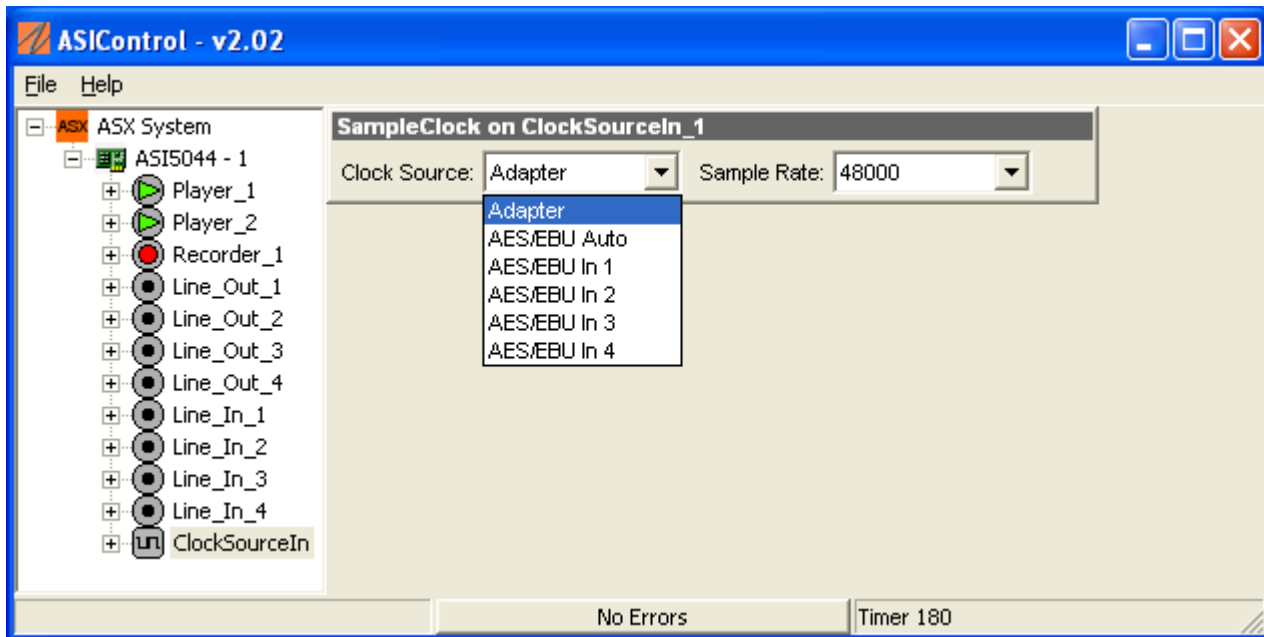 ASIControl - v2.02
File Help
ASX ASX System
ASI5044 - 1
Player_1
Player_2
Recorder_1
Line_Out_1
Line_Out_2
Line_Out_3
Line_Out_4
Line_In_1
Line_In_2
Line_In_3
Line_In_4
ClockSourceIn
SampleClock on ClockSourceIn_1
Clock Source: Adapter Sample Rate: 48000
Adapter
AES/EBU Auto
AES/EBU In 1
AES/EBU In 2
AES/EBU In 3
AES/EBU In 4
No Errors Timer 180